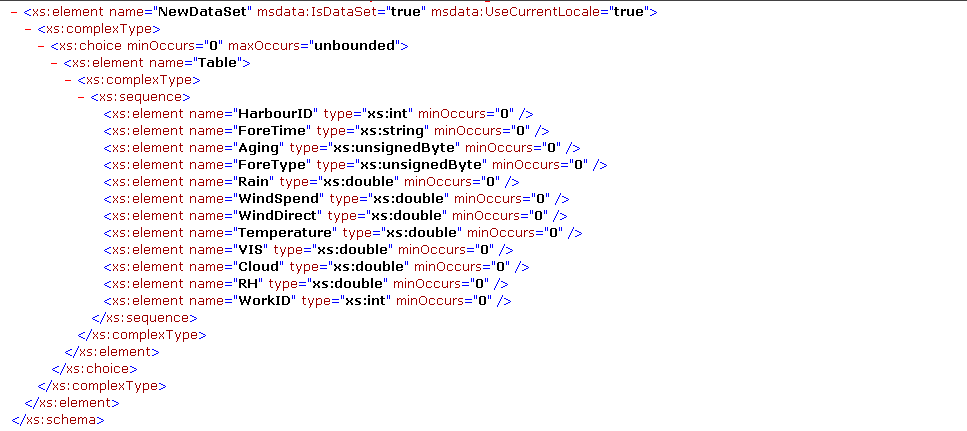 - <xs:element name="NewDataSet" msdata:IsDataSet="true" msdata:UseCurrentLocale="true">
- <xs:complexType>
- <xs:choice minOccurs="0" maxOccurs="unbounded">
- <xs:element name="Table">
- <xs:complexType>
- <xs:sequence>
<xs:element name="HarbourID" type="xs:int" minOccurs="0" />
<xs:element name="ForeTime" type="xs:string" minOccurs="0" />
<xs:element name="Aging" type="xs:unsignedByte" minOccurs="0" />
<xs:element name="ForeType" type="xs:unsignedByte" minOccurs="0" />
<xs:element name="Rain" type="xs:double" minOccurs="0" />
<xs:element name="WindSpend" type="xs:double" minOccurs="0" />
<xs:element name="WindDirect" type="xs:double" minOccurs="0" />
<xs:element name="Temperature" type="xs:double" minOccurs="0" />
<xs:element name="VIS" type="xs:double" minOccurs="0" />
<xs:element name="Cloud" type="xs:double" minOccurs="0" />
<xs:element name="RH" type="xs:double" minOccurs="0" />
<xs:element name="WorkID" type="xs:int" minOccurs="0" />
</xs:sequence>
</xs:complexType>
</xs:element>
</xs:choice>
</xs:complexType>
</xs:element>
</xs:schema>